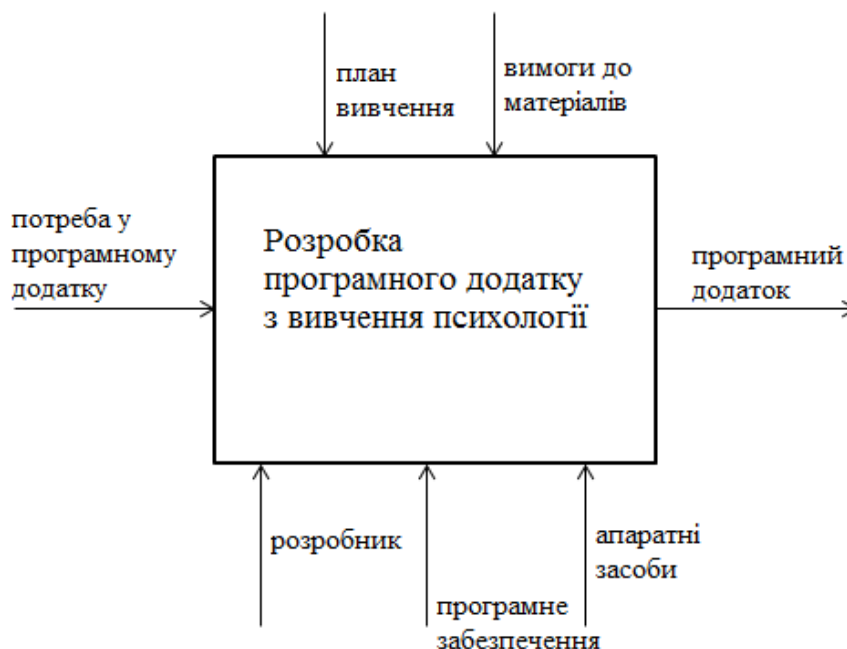 план
вивчення
вимоги до
матеріалів
потреба у
програмному
додатку
Розробка
програмного додатку
з вивчення психології
програмний
додаток
розробник
програмне
забезпечення
апаратні
засоби